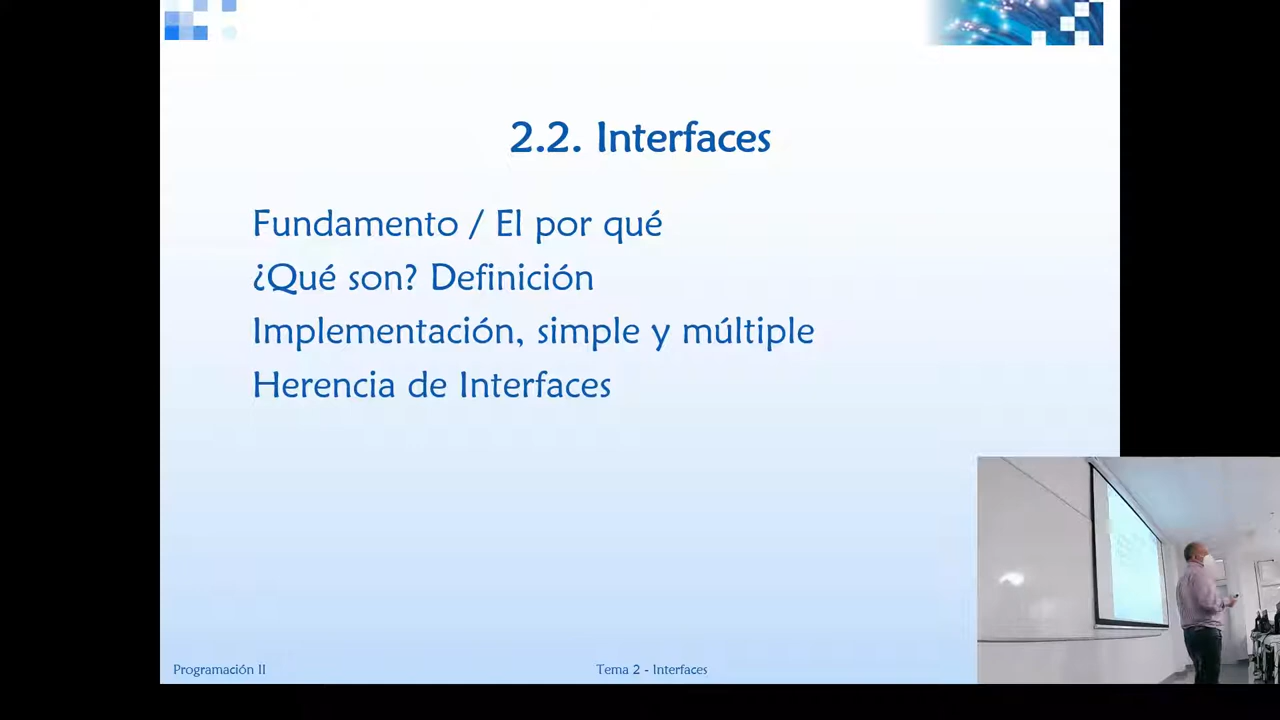 2.2. Interfaces
Fundamento / El por qué
¿Qué son? Definición
Implementación, simple y múltiple
Herencia de Interfaces
Programación II
Tema 2 - Interfaces